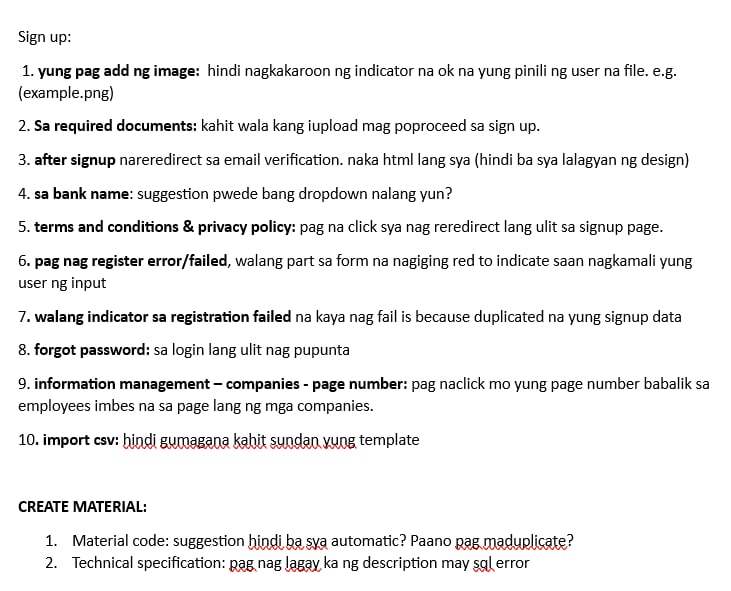 Sign up:
1. yung pag add ng image: hindi nagkakaroon ng indicator na ok na yung pinili ng user na file. e.g.
(example.png)
2. Sa required documents: kahit wala kang iupload mag poproceed sa sign up.
3. after signup nareredirect sa email verification. naka html lang sya (hindi ba sya lalagyan ng design)
4. sa bank name: suggestion pwede bang dropdown nalang yun?
5. terms and conditions & privacy policy: pag na click sya nag reredirect lang ulit sa signup page.
6. pag nag register error/failed, walang part sa form na nagiging red to indicate saan nagkamali yung
user ng input
7. walang indicator sa registration failed na kaya nag fail is because duplicated na yung signup data
8. forgot password: sa login lang ulit nag pupunta
9. information management – companies - page number: pag naclick mo yung page number babalik sa
employees imbes na sa page lang ng mga companies.
10. import csv: hindi gumagana kahit sundan yung template
CREATE MATERIAL:
1. Material code: suggestion hindi ba sya automatic? Paano pag maduplicate?
2. Technical specification: pag nag lagay ka ng description may sql error